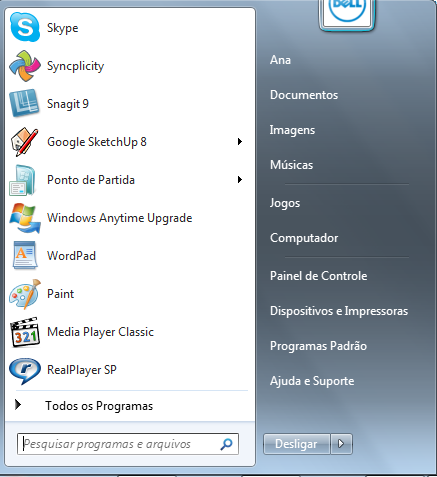 Skype
Syncplicity
Snagit 9
Google SketchUp 8
Ponto de Partida
Windows Anytime Upgrade
WordPad
Paint
321
Media Player Classic
RealPlayer SP
Todos os Programas
Pesquisar programas e arquivos
DELL
Ana
Documentos
Imagens
Músicas
Jogos
Computador
Painel de Controle
Dispositivos e Impressoras
Programas Padrão
Ajuda e Suporte
Desligar